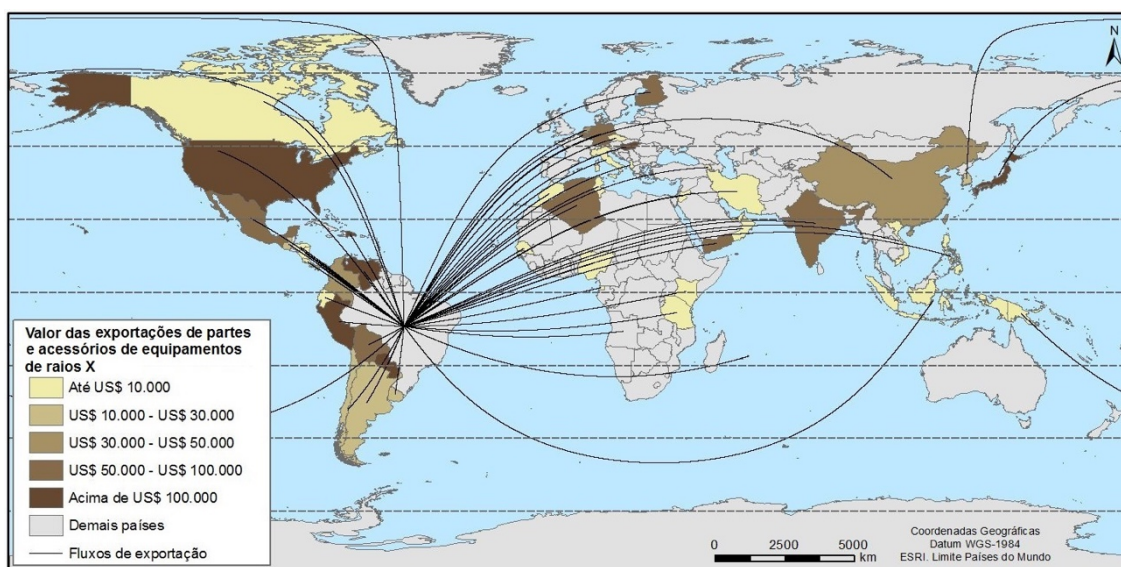 N
Valor das exportações de partes
e acessórios de equipamentos
de raios X
Até US$ 10.000
US$ 10.000 - US$ 30.000
US$ 30.000 - US$ 50.000
US$ 50.000 - US$ 100.000
Acima de US$ 100.000
Demais países
Fluxos de exportação
0 2500 5000
km
Coordenadas Geográficas
Datum WGS-1984
ESRI. Limite Países do Mundo